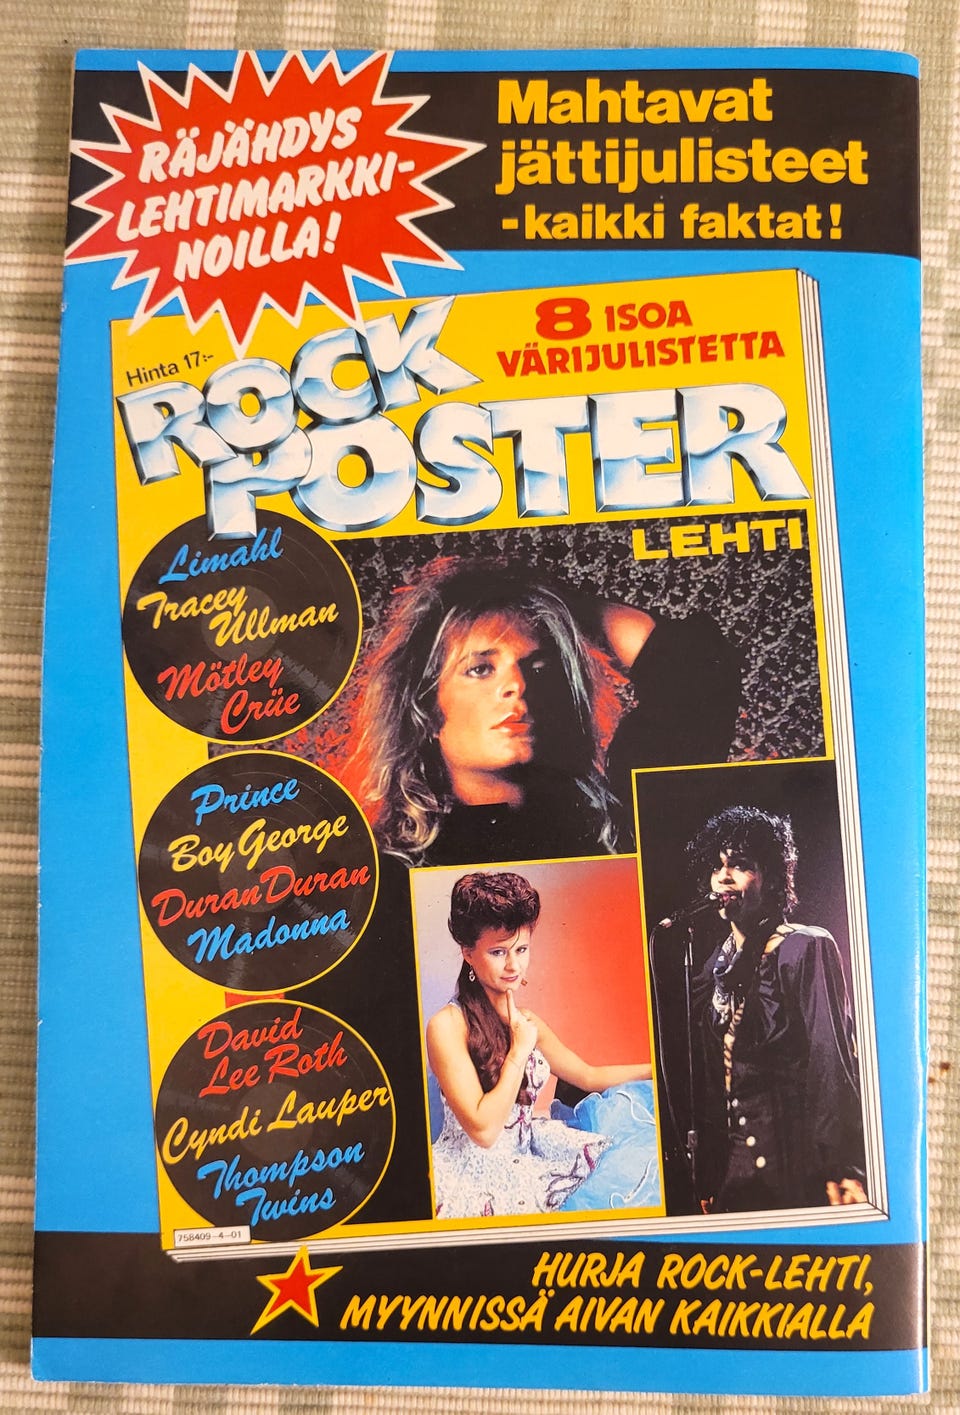 RÄJÄHDYS
LEHTIMARKKI-
NOILLA!
Mahtavat
jättijulisteet
-kaikki faktat!
Hinta 17:-
8 ISOA
VÄRIJULISTETTA
ROCK
POSTER
LEHTI
Limahl
Tracey
Ullman
Mötley
Crüe
Prince
Boy George
Duran Duran
Madonna
David
Lee Roth
Cyndi Lauper
Thompson
Twins
758409-4-01
HURJA ROCK-LEHTI,
MYYNNISSÄ AIVAN KAIKKIALLA